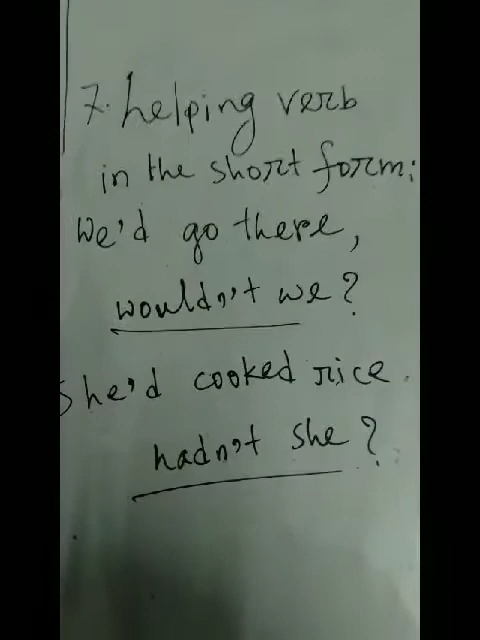 7. helping verb
in the short form:
We'd go there,
wouldn't we?
She'd cooked rice.
hadn't she?